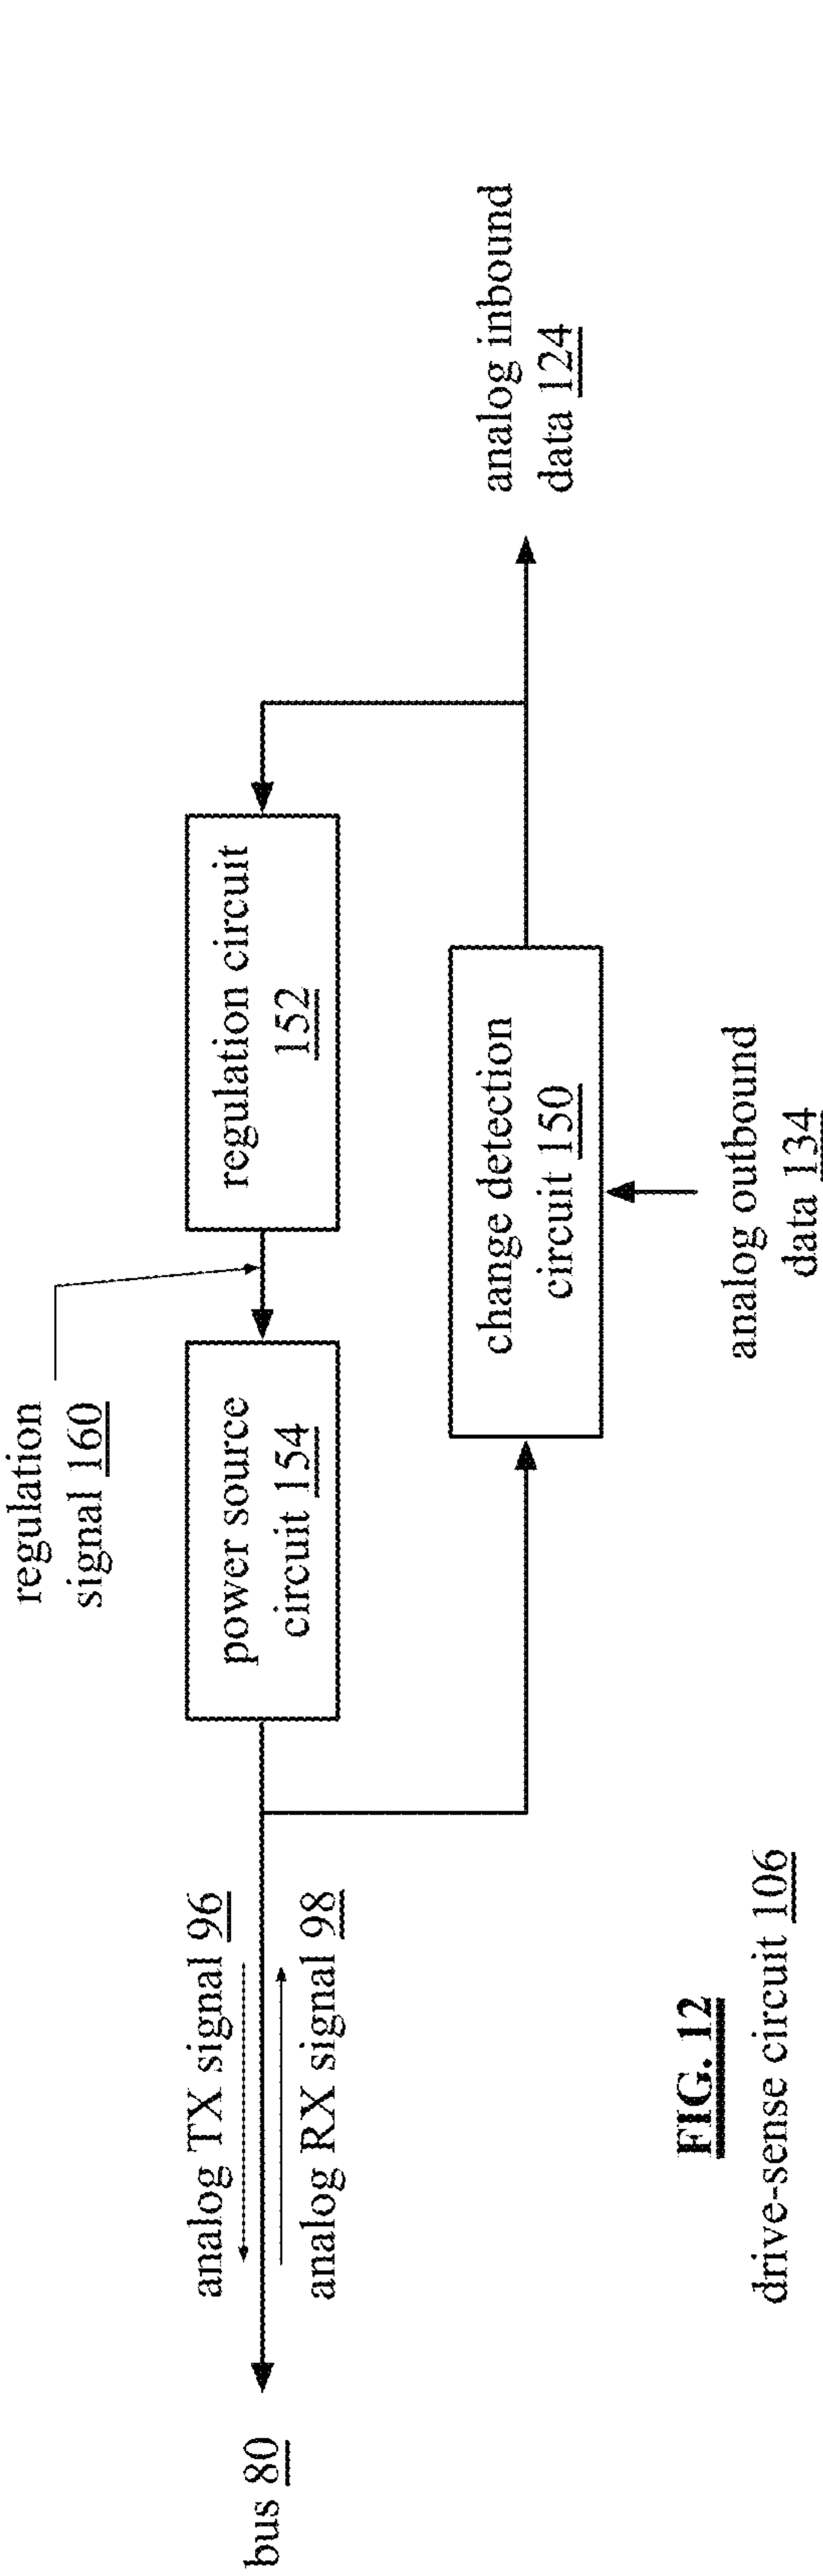 regulation
signal 160
analog TX signal 96
power source
circuit 154
regulation circuit
152
bus 80
analog RX signal 98
change detection
circuit 150
analog inbound
data 124
analog outbound
data 134
FIG. 12
drive-sense circuit 106